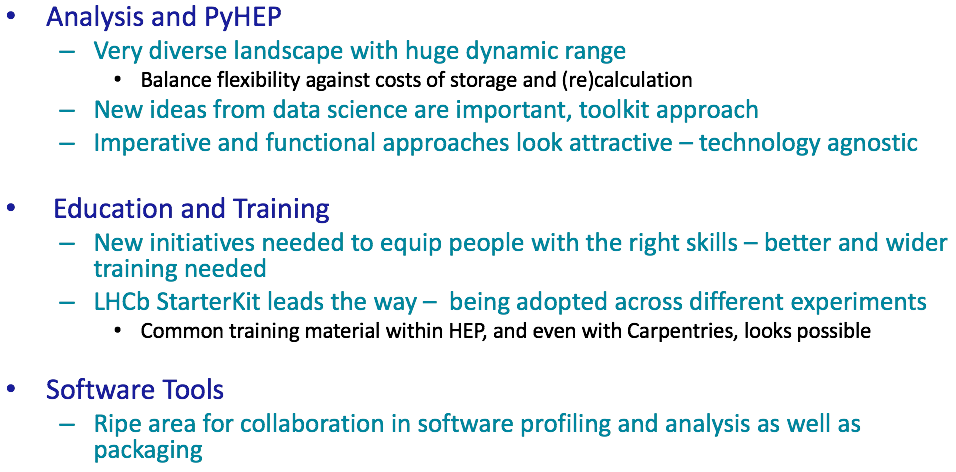 • Analysis and PyHEP
– Very diverse landscape with huge dynamic range
• Balance flexibility against costs of storage and (re)calculation
– New ideas from data science are important, toolkit approach
– Imperative and functional approaches look attractive – technology agnostic
• Education and Training
– New initiatives needed to equip people with the right skills – better and wider
training needed
– LHCb StarterKit leads the way – being adopted across different experiments
• Common training material within HEP, and even with Carpentries, looks possible
• Software Tools
– Ripe area for collaboration in software profiling and analysis as well as
packaging